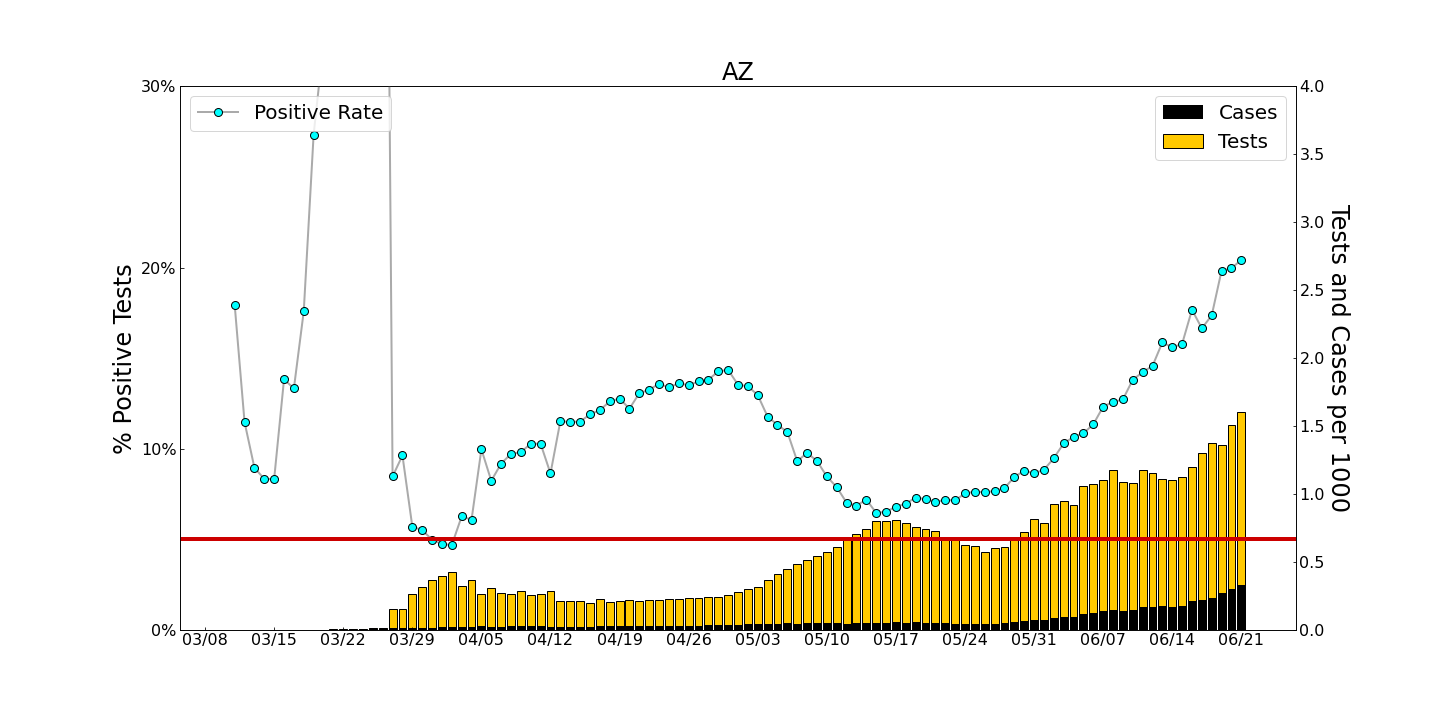 AZ
30%
20%
10%
0%
% Positive Tests
Positive Rate
Cases
Tests
4.0
3.5
3.0
2.5
2.0
1.5
1.0
0.5
0.0
Tests and Cases per 1000
03/08 03/15 03/22 03/29 04/05 04/12 04/19 04/26 05/03 05/10 05/17 05/24 05/31 06/07 06/14 06/21